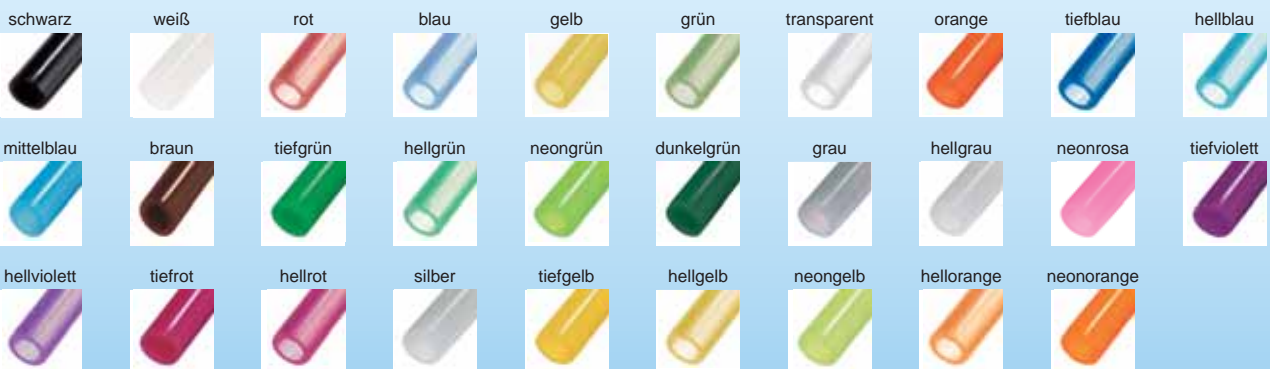 schwarz weiß rot blau gelb grün transparent orange tiefblau hellblau
mittelblau braun tiefgrün hellgrün neongrün dunkelgrün grau hellgrau neonrosa tiefviolett
hellviolett tiefrot hellrot silber tiefgelb hellgelb neongelb hellorange neonorange